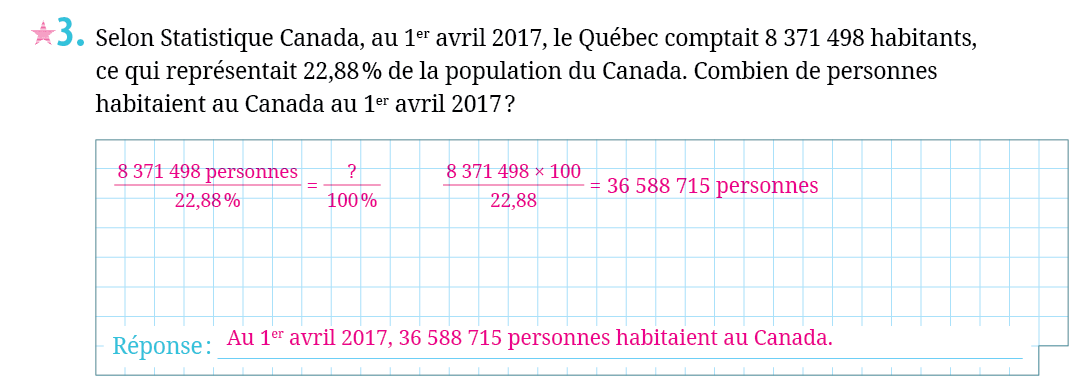 3. Selon Statistique Canada, au 1er avril 2017, le Québec comptait 8 371 498 habitants,
ce qui représentait 22,88 % de la population du Canada. Combien de personnes
habitaient au Canada au 1er avril 2017 ?
8 371 498 personnes / 22,88 % = ? / 100 %
8 371 498 × 100 / 22,88 = 36 588 715 personnes
Réponse : Au 1er avril 2017, 36 588 715 personnes habitaient au Canada.